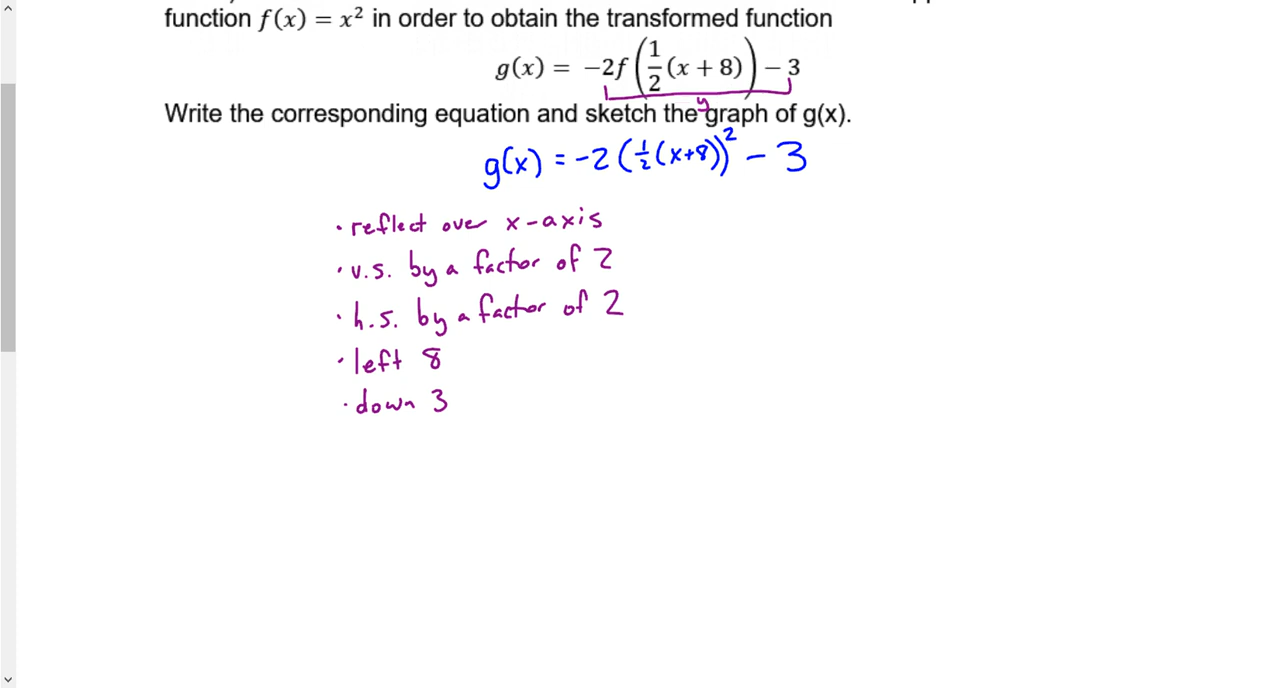 function f(x) = x² in order to obtain the transformed function
g(x) = −2f(1/2(x + 8)) − 3
y
Write the corresponding equation and sketch the graph of g(x).
g(x) = -2(1/2(x+8))² - 3
• reflect over x-axis
• v.s. by a factor of 2
• h.s. by a factor of 2
• left 8
• down 3